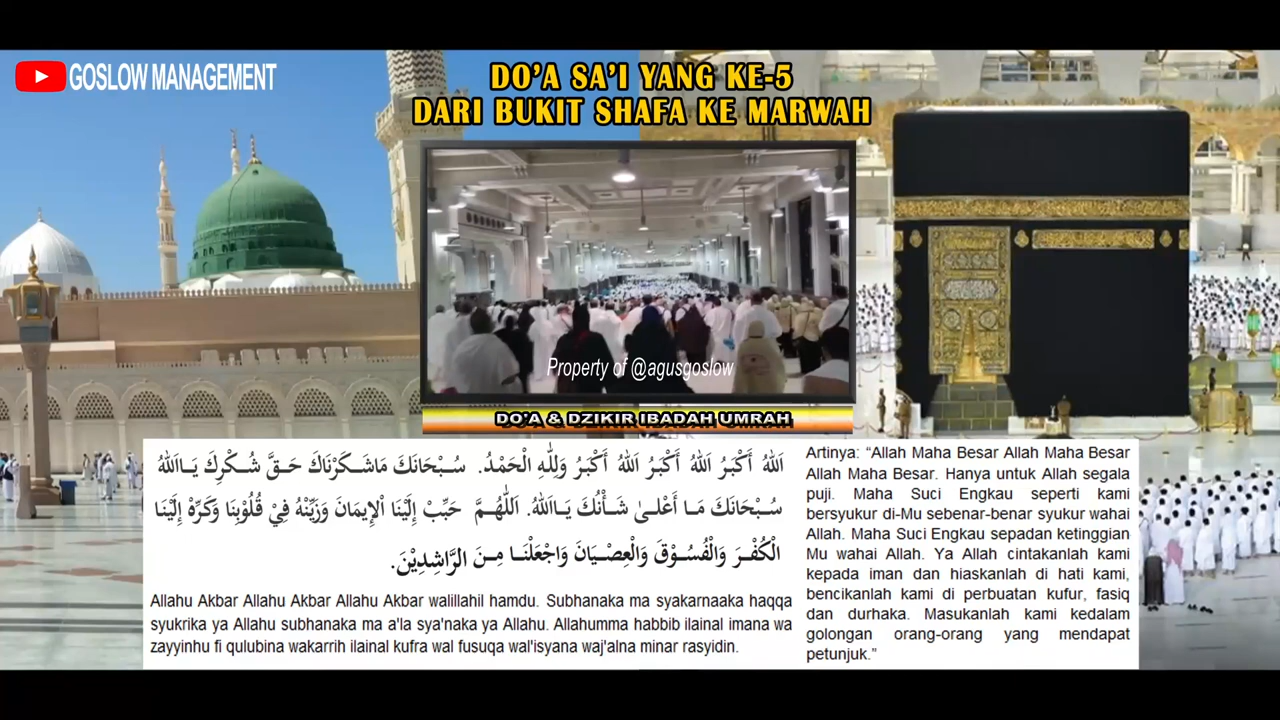 GOSLOW MANAGEMENT
DO'A SA'I YANG KE-5
DARI BUKIT SHAFA KE MARWAH
Property of @agusgoslow
DO'A & DZIKIR IBADAH UMRAH
اَللهُ أَكْبَرُ اَللهُ أَكْبَرُ اَللهُ أَكْبَرُ وَلِلّٰهِ الْحَمْدُ. سُبْحَانَكَ مَاشَكَرْنَاكَ حَقَّ شُكْرِكَ يَااَللهُ
سُبْحَانَكَ مَا أَعْلىٰ شَأْنُكَ يَااَللهُ. اَللّٰهُمَّ حَبِّبْ إِلَيْنَا الْإِيمَانَ وَزَيِّنْهُ فِيْ قُلُوْبِنَا وَكَرِّهْ إِلَيْنَا
الْكُفْرَ وَالْفُسُوْقَ وَالْعِصْيَانَ وَاجْعَلْنَا مِنَ الرَّاشِدِيْنَ.
Allahu Akbar Allahu Akbar Allahu Akbar walillahil hamdu. Subhanaka ma syakarnaaka haqqa
syukrika ya Allahu subhanaka ma a'la sya'naka ya Allahu. Allahumma habbib ilainal imana wa
zayyinhu fi qulubina wakarrih ilainal kufra wal fusuqa wal'isyana waj'alna minar rasyidin.
Artinya: “Allah Maha Besar Allah Maha Besar
Allah Maha Besar. Hanya untuk Allah segala
puji. Maha Suci Engkau seperti kami
bersyukur di-Mu sebenar-benar syukur wahai
Allah. Maha Suci Engkau sepadan ketinggian
Mu wahai Allah. Ya Allah cintakanlah kami
kepada iman dan hiaskanlah di hati kami,
bencikanlah kami di perbuatan kufur, fasiq
dan durhaka. Masukanlah kami kedalam
golongan orang-orang yang mendapat
petunjuk.”